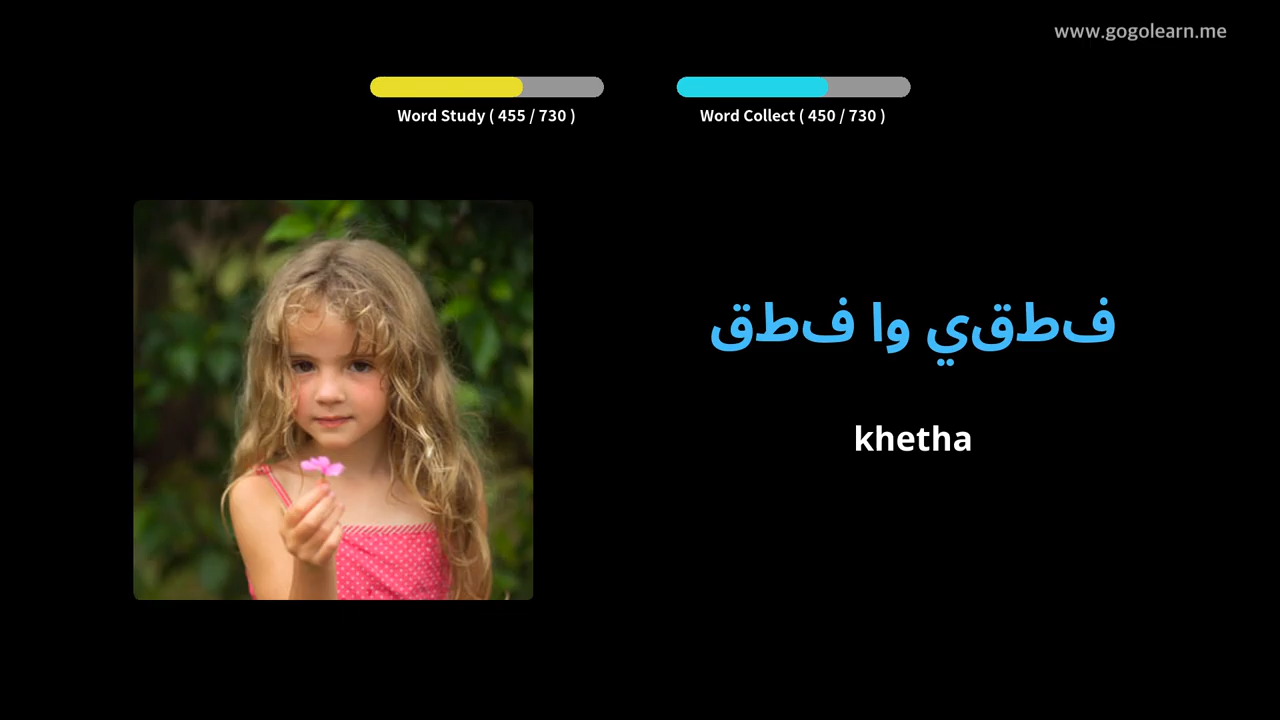 www.gogolearn.me
Word Study ( 455 / 730 )
Word Collect ( 450 / 730 )
فطقي وا فطق
khetha